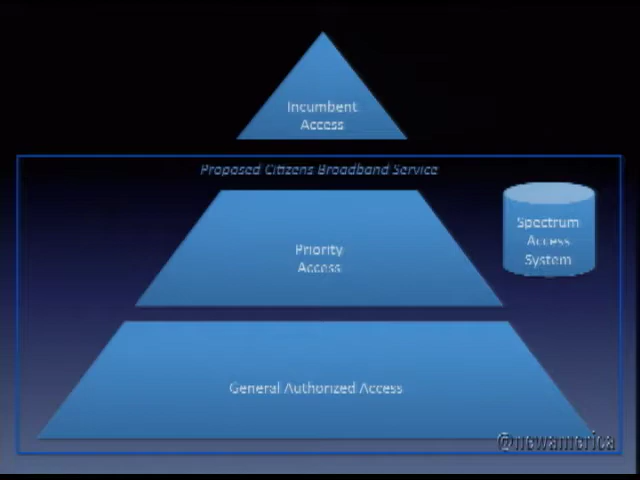 Incumbent
Access
Proposed Citizens Broadband Service
Priority
Access
Spectrum
Access
System
General Authorized Access
@newamerica